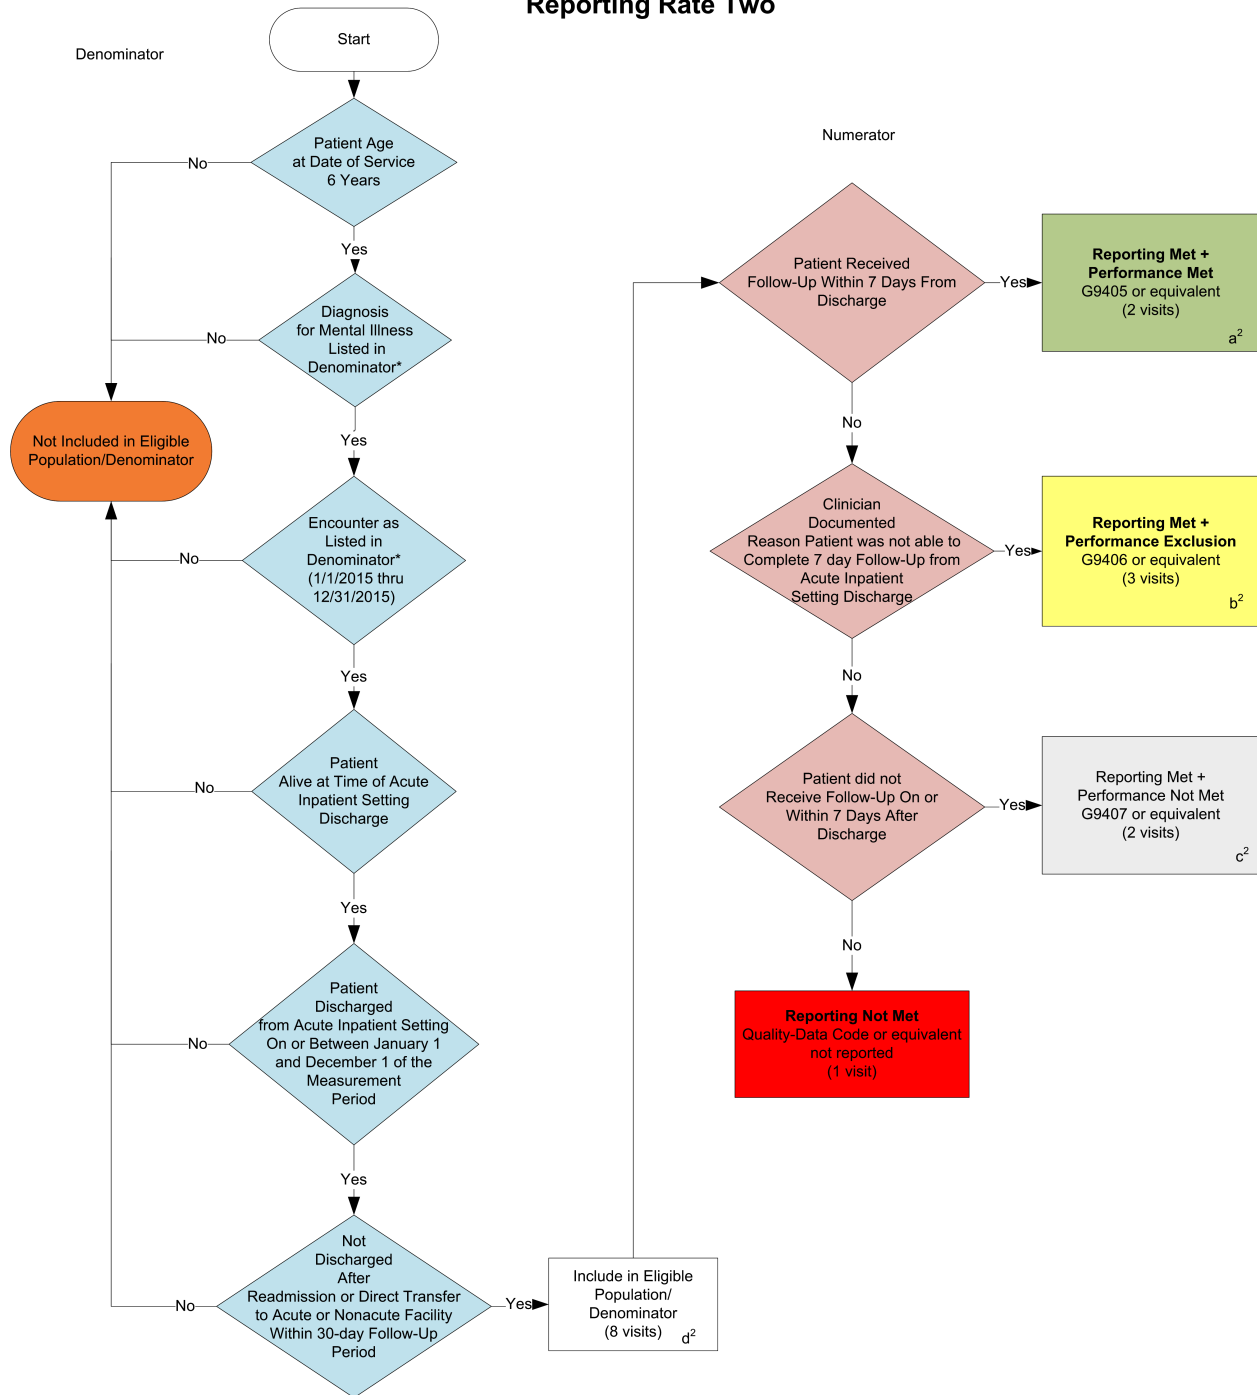 Reporting Rate Two
Denominator
Start
Patient Age
at Date of Service
6 Years
No
Yes
Diagnosis
for Mental Illness
Listed in
Denominator*
No
Yes
Not Included in Eligible
Population/Denominator
Encounter as
Listed in
Denominator*
(1/1/2015 thru
12/31/2015)
No
Yes
Patient
Alive at Time of Acute
Inpatient Setting
Discharge
No
Yes
Patient
Discharged
from Acute Inpatient Setting
On or Between January 1
and December 1 of the
Measurement
Period
No
Yes
Not
Discharged
After
Readmission or Direct Transfer
to Acute or Nonacute Facility
Within 30-day Follow-Up
Period
No
Yes
Include in Eligible
Population/
Denominator
(8 visits)
d2
Numerator
Patient Received
Follow-Up Within 7 Days From
Discharge
Yes
Reporting Met +
Performance Met
G9405 or equivalent
(2 visits)
a2
No
Clinician
Documented
Reason Patient was not able to
Complete 7 day Follow-Up from
Acute Inpatient
Setting Discharge
Yes
Reporting Met +
Performance Exclusion
G9406 or equivalent
(3 visits)
b2
No
Patient did not
Receive Follow-Up On or
Within 7 Days After
Discharge
Yes
Reporting Met +
Performance Not Met
G9407 or equivalent
(2 visits)
c2
No
Reporting Not Met
Quality-Data Code or equivalent
not reported
(1 visit)